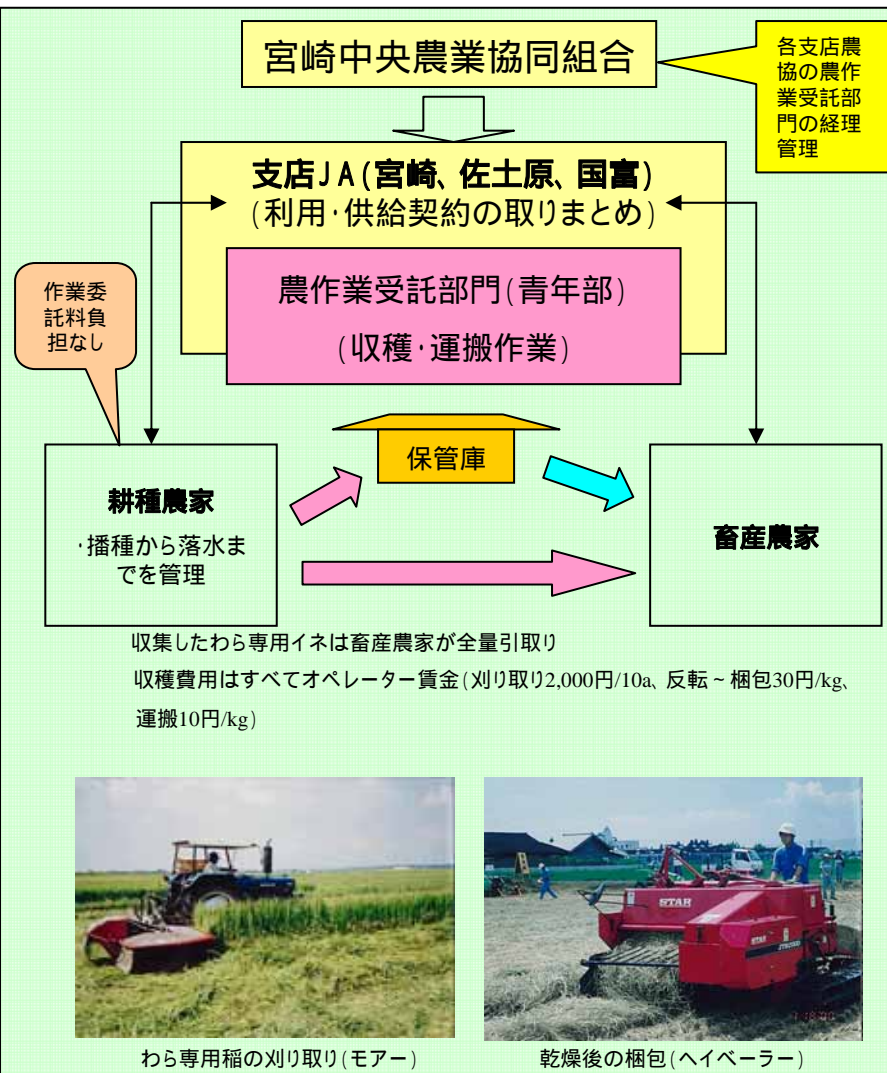 宮崎中央農業協同組合
各支店農
協の農作
業受託部
門の経理
管理
支店JA(宮崎、佐土原、国富)
(利用・供給契約の取りまとめ)
農作業受託部門(青年部)
(収穫・運搬作業)
作業委
託料負
担なし
保管庫
耕種農家
・播種から落水ま
でを管理
畜産農家
収集したわら専用イネは畜産農家が全量引取り
収穫費用はすべてオペレーター賃金(刈り取り2,000円/10a、反転~梱包30円/kg、
運搬10円/kg)
STAR
STAR
わら専用稲の刈り取り(モアー)
乾燥後の梱包(ヘイベーラー)